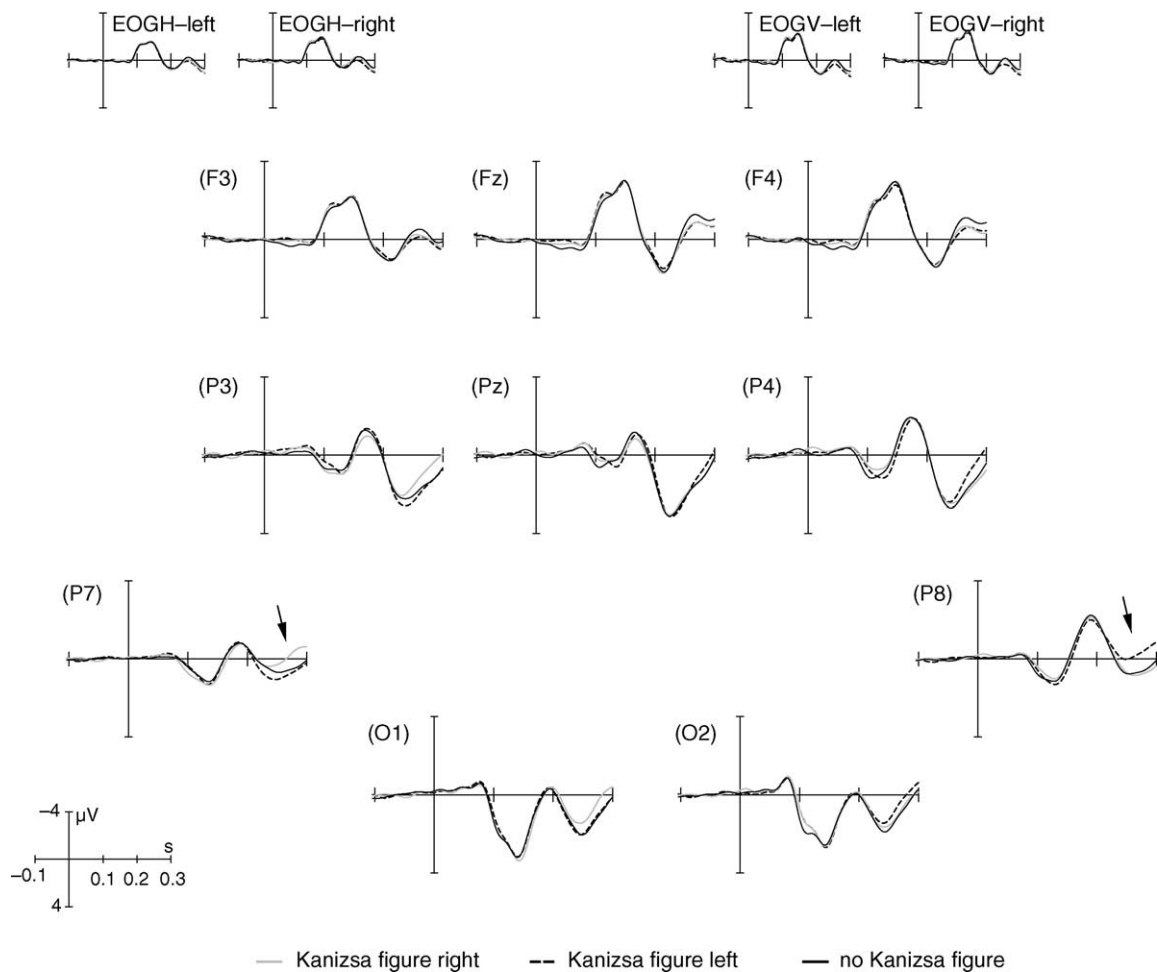 EOGH–left
EOGH–right
EOGV–left
EOGV–right
(F3)
(Fz)
(F4)
(P3)
(Pz)
(P4)
(P7)
(P8)
(O1)
(O2)
−4
μV
s
−0.1
0.1
0.2
0.3
4
Kanizsa figure right
Kanizsa figure left
no Kanizsa figure